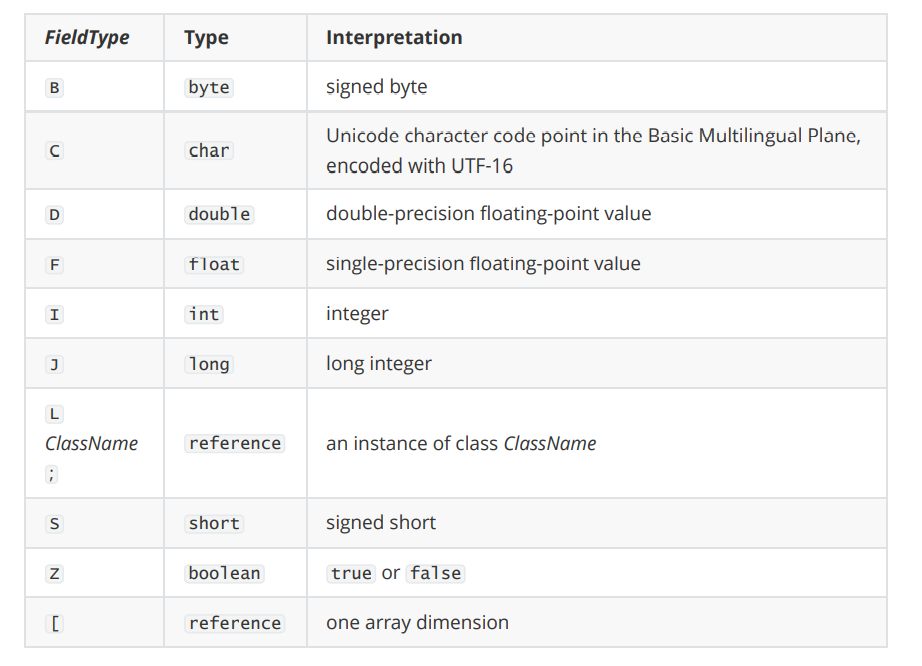 FieldType Type Interpretation
B byte signed byte
C char Unicode character code point in the Basic Multilingual Plane,
encoded with UTF-16
D double double-precision floating-point value
F float single-precision floating-point value
I int integer
J long long integer
L
ClassName reference an instance of class ClassName
;
S short signed short
Z boolean true or false
[ reference one array dimension